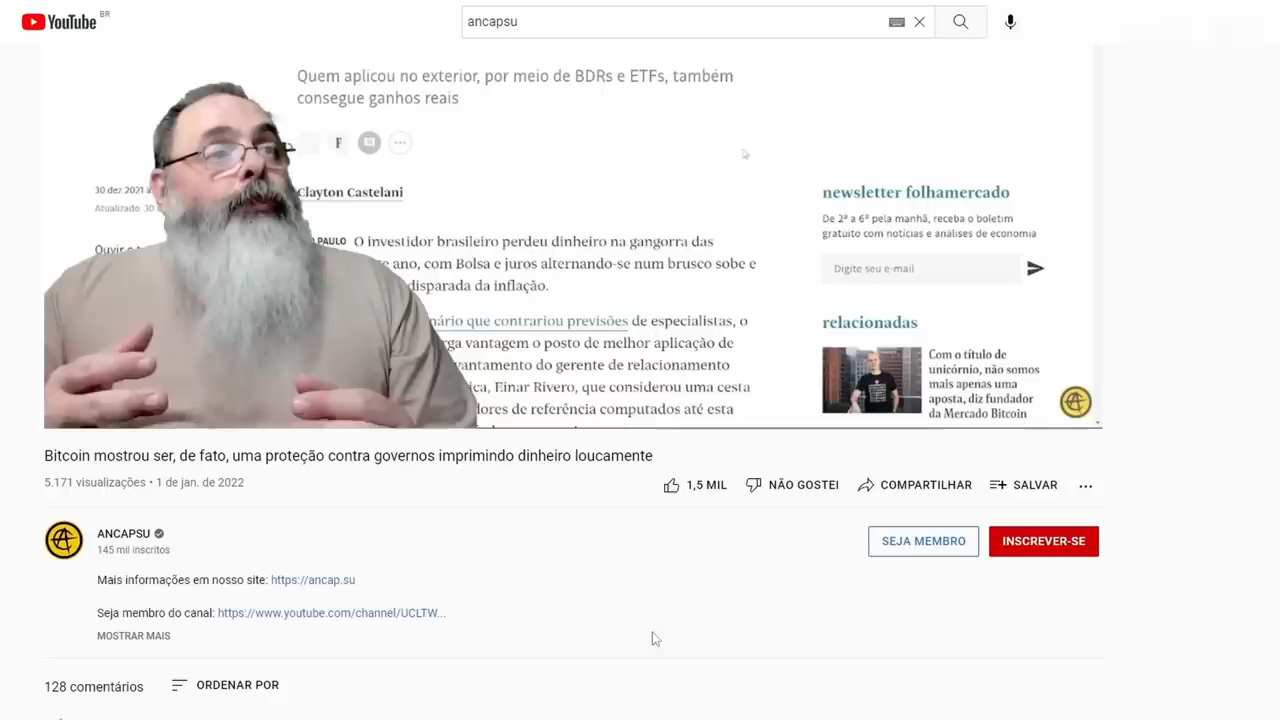 YouTube BR
ancapsu
Quem aplicou no exterior, por meio de BDRs e ETFs, também
consegue ganhos reais
F
30 dez 2021 à
Atualizado 30
Clayton Castelani
newsletter folhamercado
De 2ª a 6ª pela manhã, receba o boletim
gratuito com notícias e análises de economia
Digite seu e-mail
Ouvir o
PAULO O investidor brasileiro perdeu dinheiro na gangorra das
e ano, com Bolsa e juros alternando-se num brusco sobe e
disparada da inflação.
nário que contrariou previsões de especialistas, o
rga vantagem o posto de melhor aplicação de
vantamento do gerente de relacionamento
ica, Einar Rivero, que considerou uma cesta
dores de referência computados até esta
relacionadas
Com o título de
unicórnio, não somos
mais apenas uma
aposta, diz fundador
da Mercado Bitcoin
Bitcoin mostrou ser, de fato, uma proteção contra governos imprimindo dinheiro loucamente
5.171 visualizações • 1 de jan. de 2022
1,5 MIL NÃO GOSTEI COMPARTILHAR SALVAR ...
ANCAPSU
145 mil inscritos
SEJA MEMBRO INSCREVER-SE
Mais informações em nosso site: https://ancap.su
Seja membro do canal: https://www.youtube.com/channel/UCLTW...
MOSTRAR MAIS
128 comentários ORDENAR POR